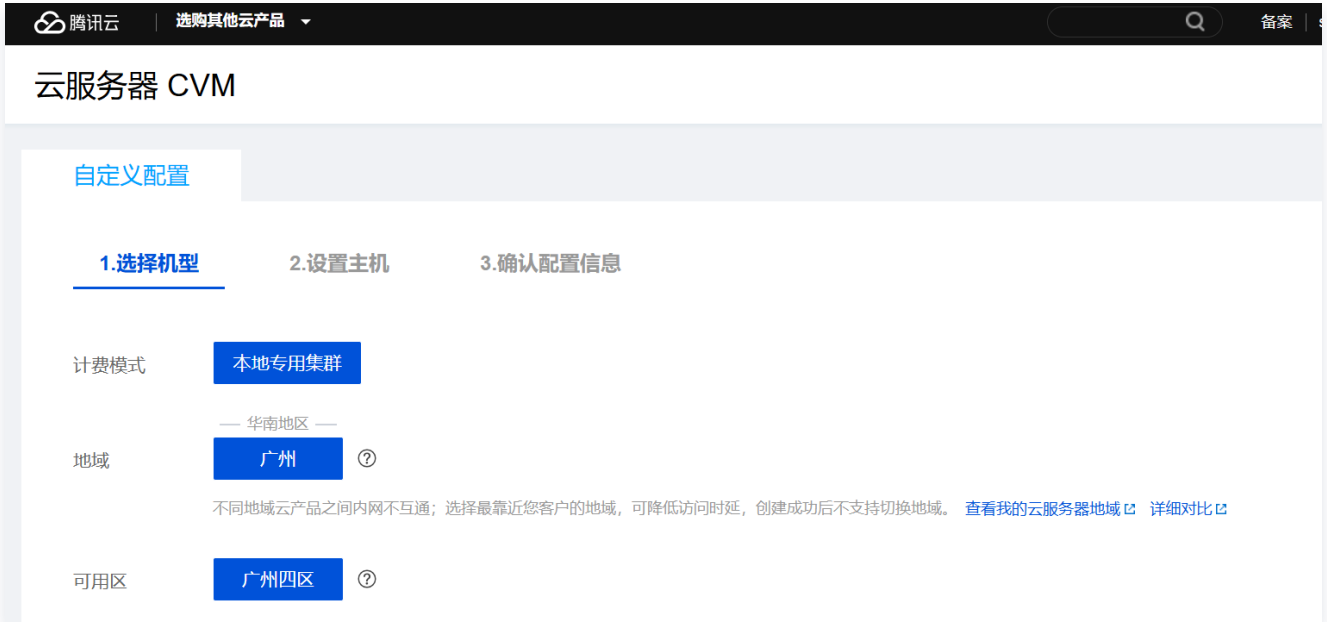 腾讯云 选购其他云产品 备案
云服务器 CVM
自定义配置
1.选择机型 2.设置主机 3.确认配置信息
计费模式 本地专用集群
华南地区
地域 广州 ?
不同地域云产品之间内网不互通；选择最靠近您客户的地域，可降低访问时延，创建成功后不支持切换地域。 查看我的云服务器地域 详细对比
可用区 广州四区 ?